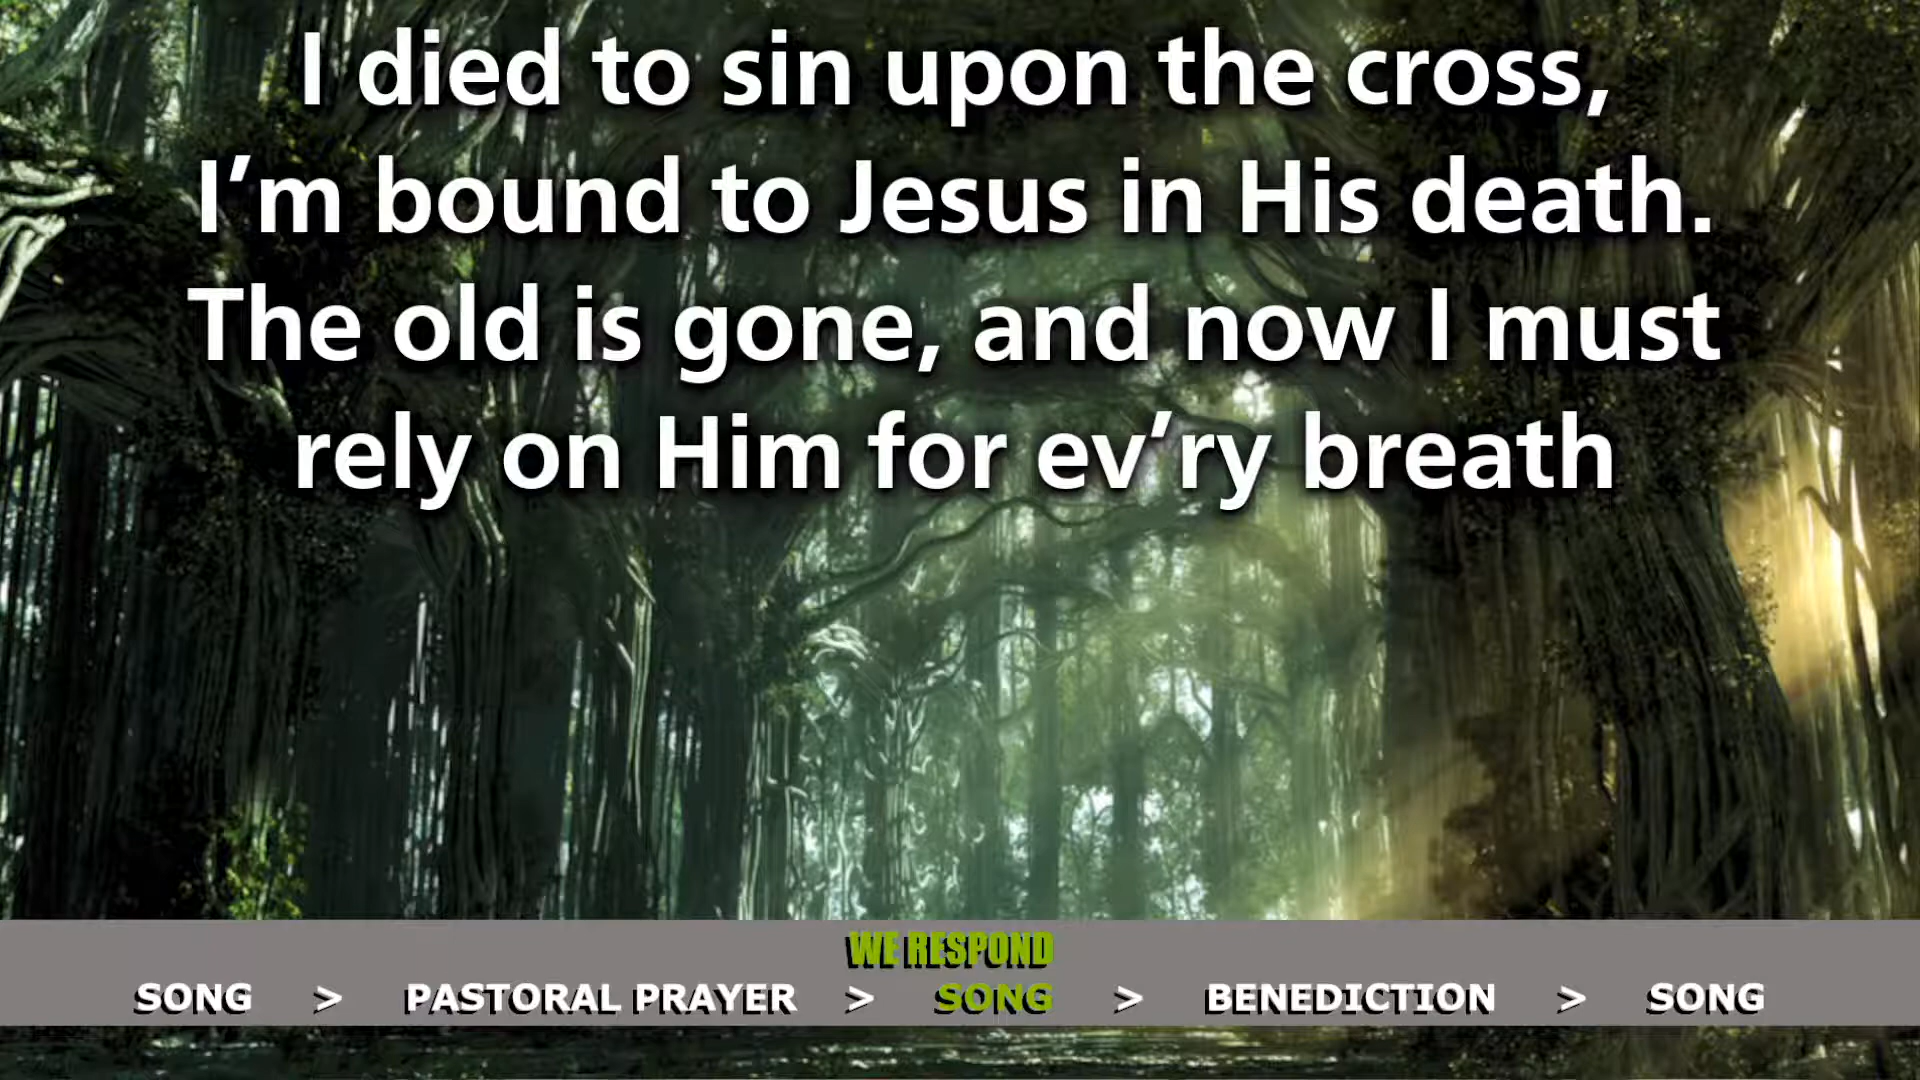 I died to sin upon the cross,
I’m bound to Jesus in His death.
The old is gone, and now I must
rely on Him for ev’ry breath
WE RESPOND
SONG > PASTORAL PRAYER > SONG > BENEDICTION > SONG